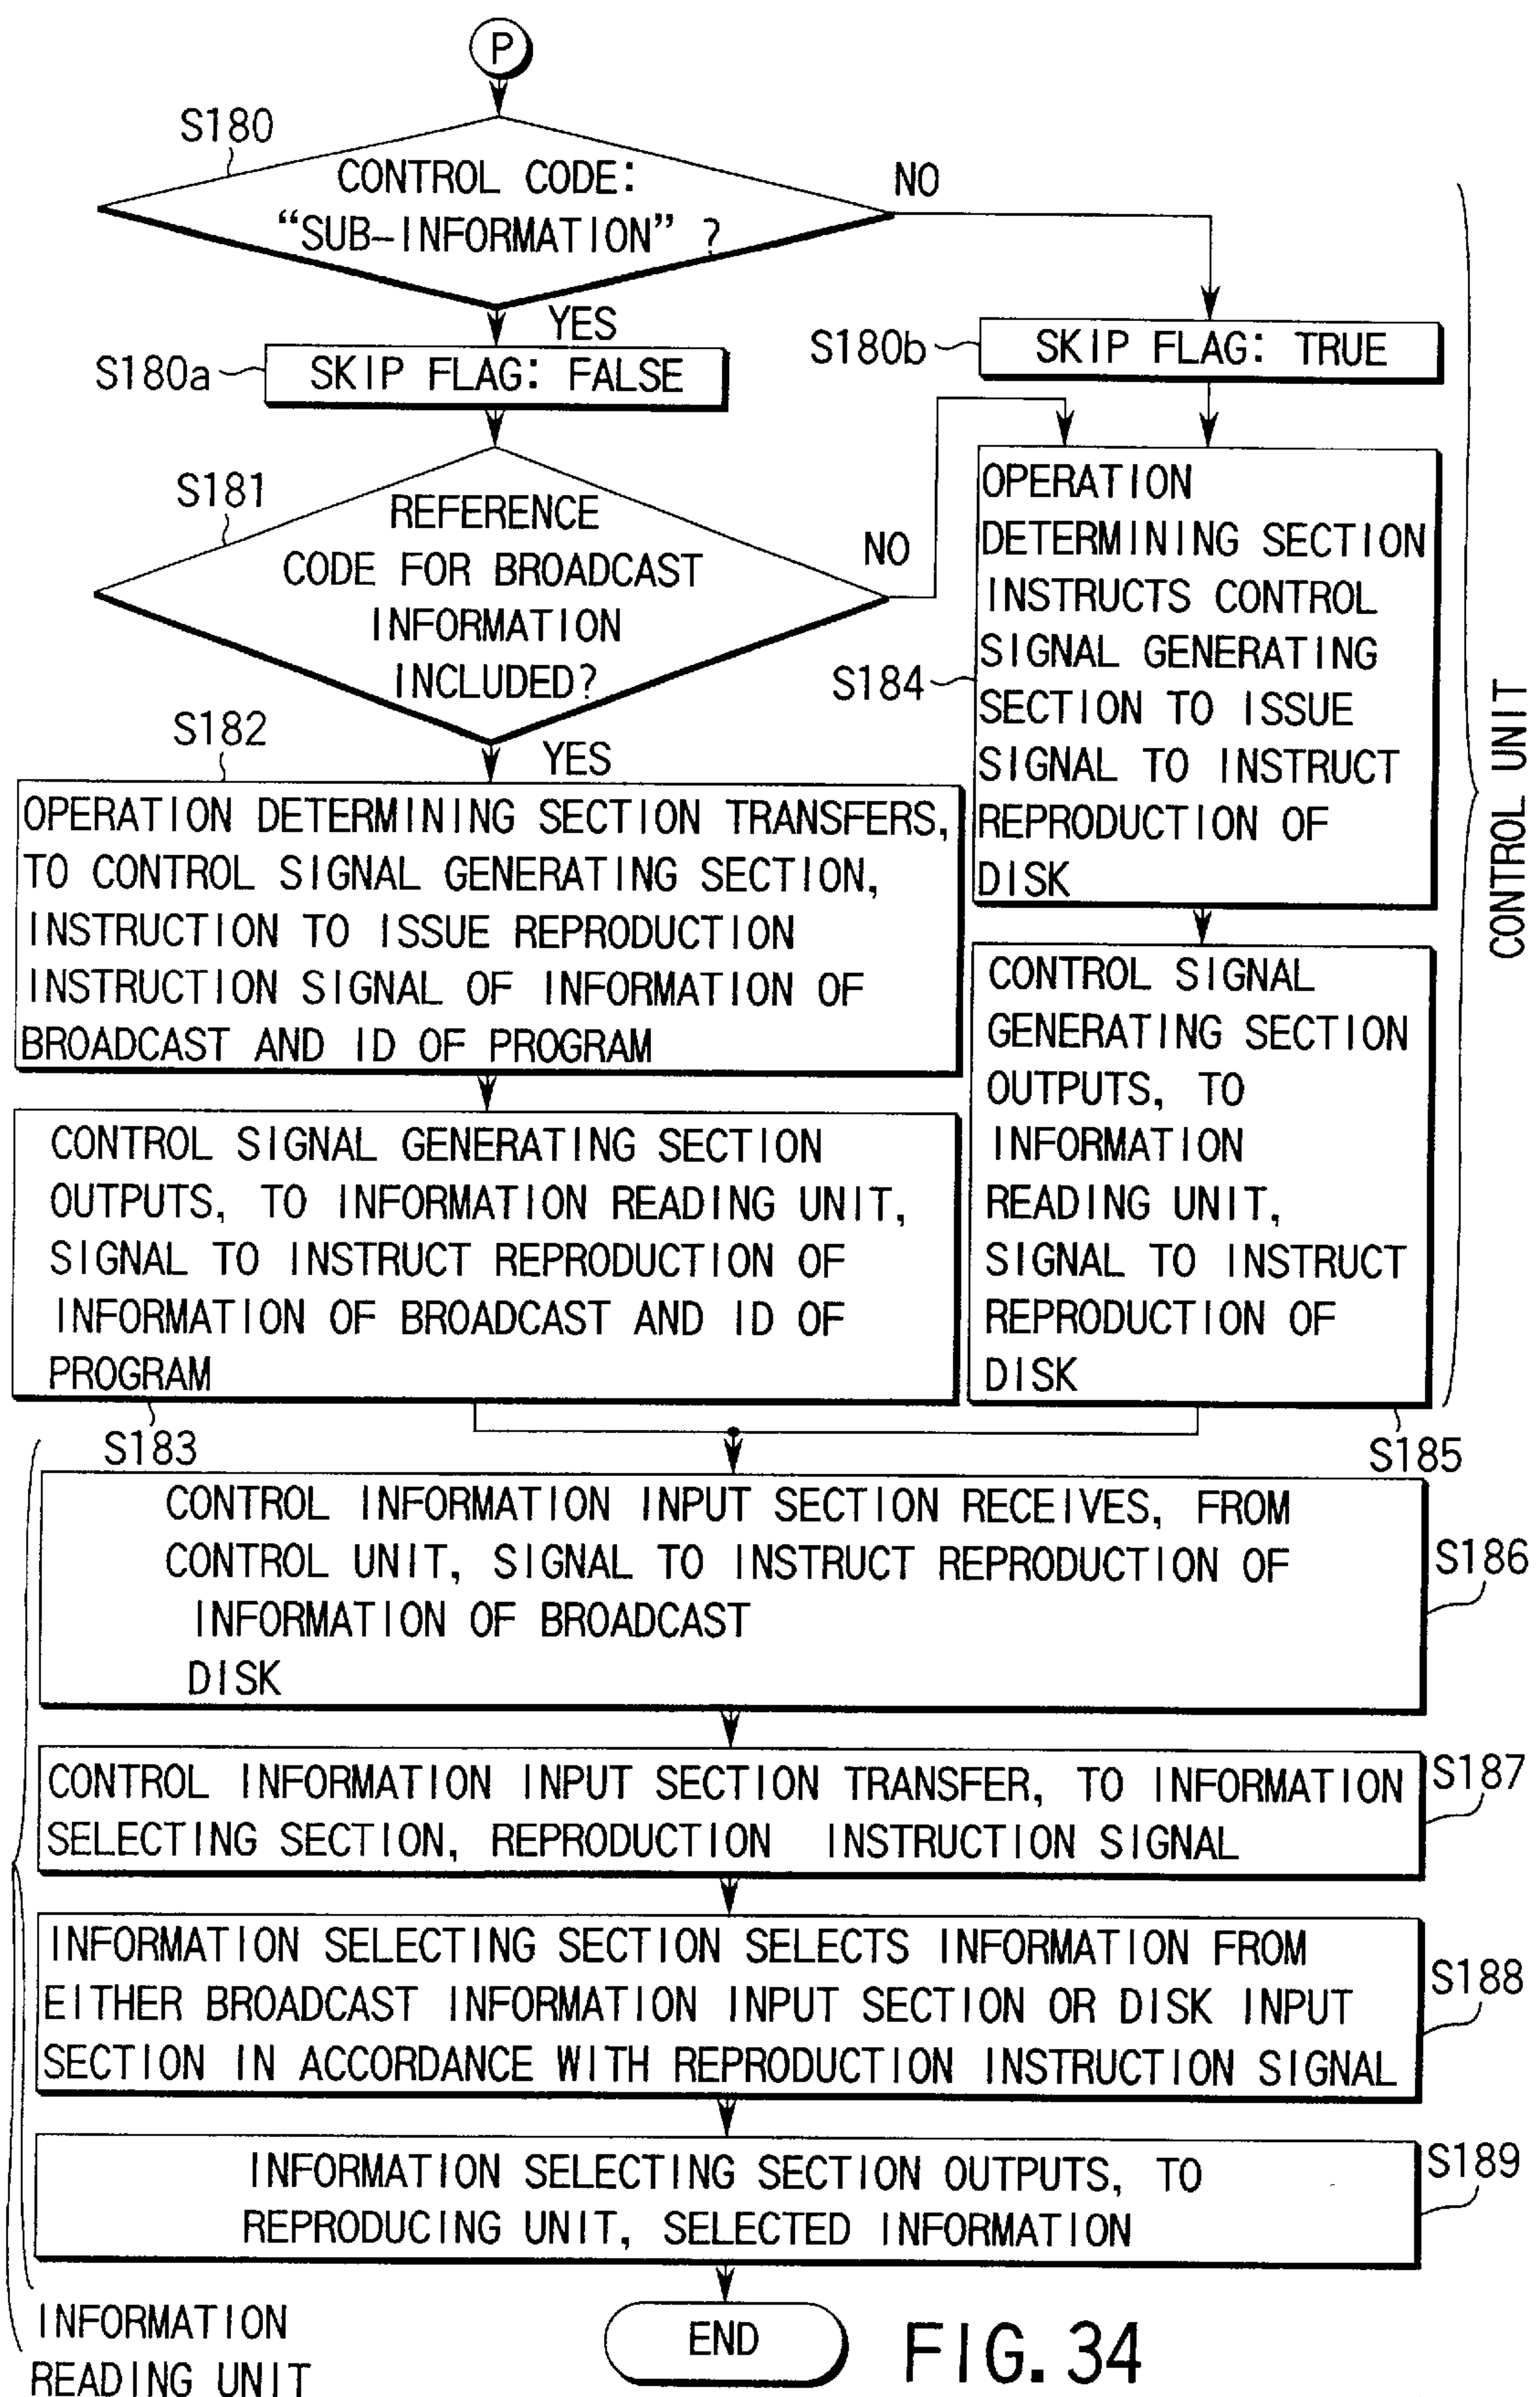 P
S180
CONTROL CODE:
“SUB-INFORMATION” ?
NO
YES
S180a
SKIP FLAG: FALSE
S180b
SKIP FLAG: TRUE
S181
REFERENCE
CODE FOR BROADCAST
INFORMATION
INCLUDED?
NO
YES
S184
OPERATION
DETERMINING SECTION
INSTRUCTS CONTROL
SIGNAL GENERATING
SECTION TO ISSUE
SIGNAL TO INSTRUCT
REPRODUCTION OF
DISK
CONTROL UNIT
S182
OPERATION DETERMINING SECTION TRANSFERS,
TO CONTROL SIGNAL GENERATING SECTION,
INSTRUCTION TO ISSUE REPRODUCTION
INSTRUCTION SIGNAL OF INFORMATION OF
BROADCAST AND ID OF PROGRAM
CONTROL SIGNAL GENERATING SECTION
OUTPUTS, TO INFORMATION READING UNIT,
SIGNAL TO INSTRUCT REPRODUCTION OF
INFORMATION OF BROADCAST AND ID OF
PROGRAM
S183
CONTROL SIGNAL
GENERATING SECTION
OUTPUTS, TO
INFORMATION
READING UNIT,
SIGNAL TO INSTRUCT
REPRODUCTION OF
DISK
S185
CONTROL INFORMATION INPUT SECTION RECEIVES, FROM
CONTROL UNIT, SIGNAL TO INSTRUCT REPRODUCTION OF
INFORMATION OF BROADCAST
DISK
S186
CONTROL INFORMATION INPUT SECTION TRANSFER, TO INFORMATION
SELECTING SECTION, REPRODUCTION INSTRUCTION SIGNAL
S187
INFORMATION SELECTING SECTION SELECTS INFORMATION FROM
EITHER BROADCAST INFORMATION INPUT SECTION OR DISK INPUT
SECTION IN ACCORDANCE WITH REPRODUCTION INSTRUCTION SIGNAL
S188
INFORMATION SELECTING SECTION OUTPUTS, TO
REPRODUCING UNIT, SELECTED INFORMATION
S189
INFORMATION
READING UNIT
END
FIG. 34